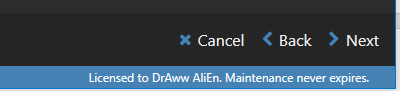 Cancel Back Next
Licensed to DrAww AliEn. Maintenance never expires.